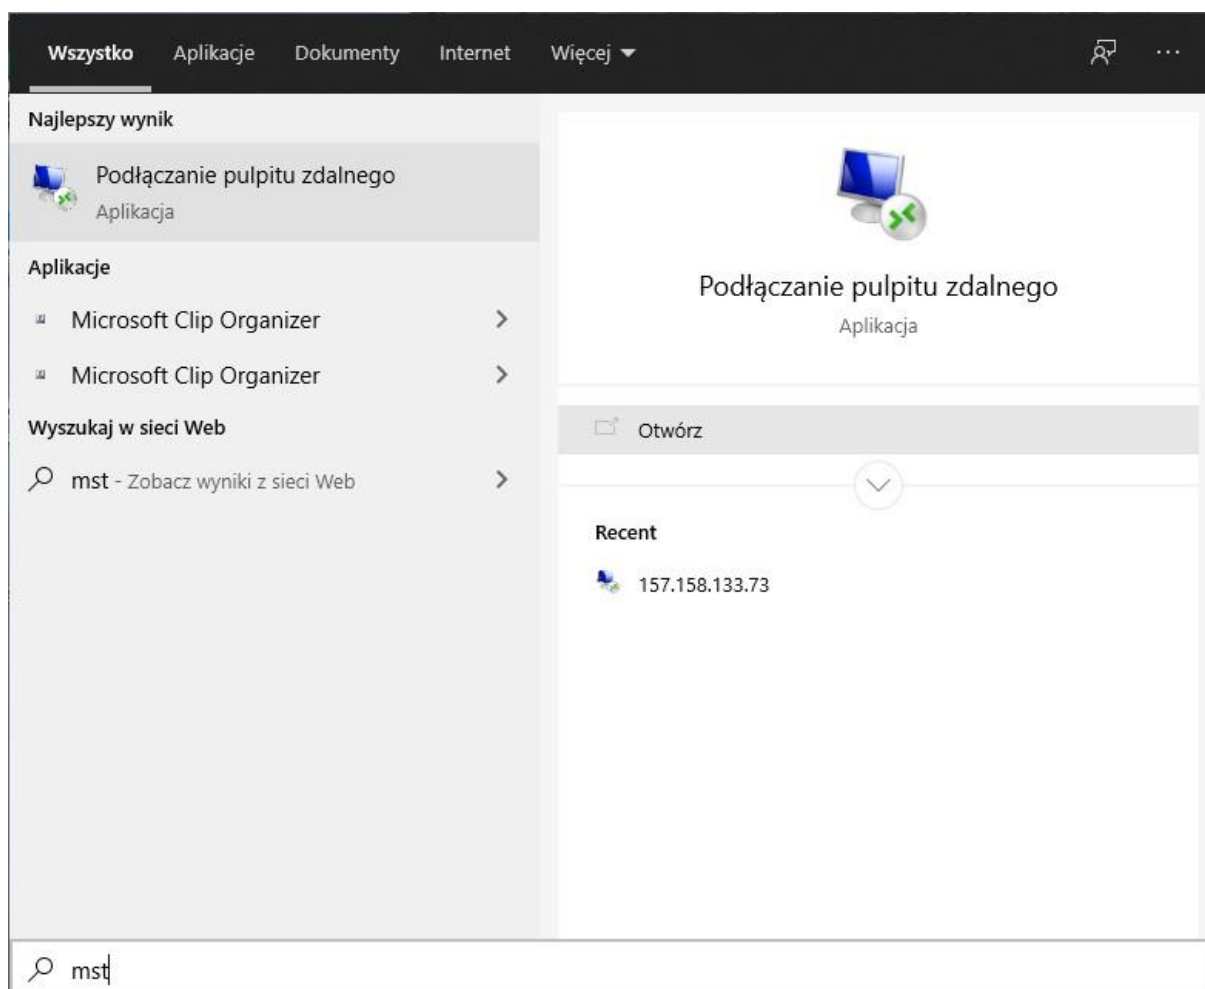 Wszystko Aplikacje Dokumenty Internet Więcej
Najlepszy wynik
Podłączanie pulpitu zdalnego
Aplikacja
Aplikacje
Microsoft Clip Organizer
Microsoft Clip Organizer
Wyszukaj w sieci Web
mst - Zobacz wyniki z sieci Web
Podłączanie pulpitu zdalnego
Aplikacja
Otwórz
Recent
157.158.133.73
mst